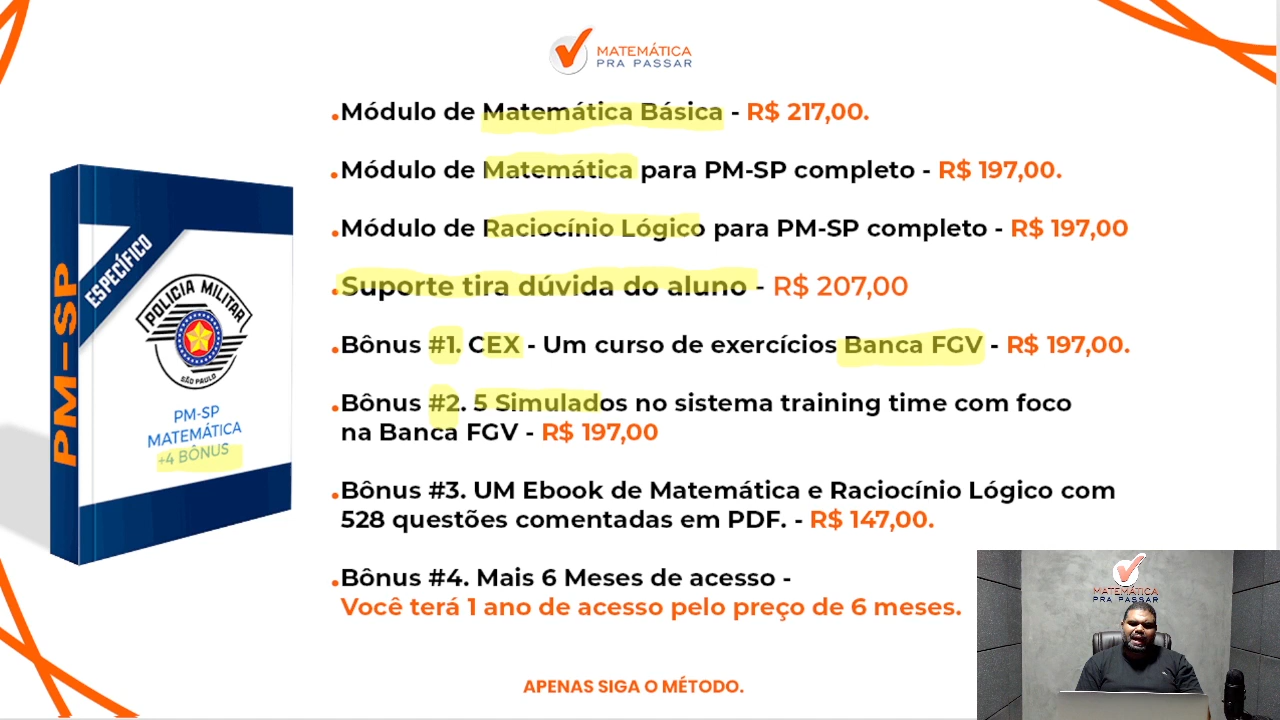 MATEMÁTICA
PRA PASSAR
.Módulo de Matemática Básica - R$ 217,00.
.Módulo de Matemática para PM-SP completo - R$ 197,00.
.Módulo de Raciocínio Lógico para PM-SP completo - R$ 197,00
.Suporte tira dúvida do aluno - R$ 207,00
.Bônus #1. CEX - Um curso de exercícios Banca FGV - R$ 197,00.
.Bônus #2. 5 Simulados no sistema training time com foco
na Banca FGV - R$ 197,00
.Bônus #3. UM Ebook de Matemática e Raciocínio Lógico com
528 questões comentadas em PDF. - R$ 147,00.
.Bônus #4. Mais 6 Meses de acesso -
Você terá 1 ano de acesso pelo preço de 6 meses.
APENAS SIGA O MÉTODO.
PM-SP
ESPECÍFICO
POLICIA MILITAR
SÃO PAULO
PM-SP
MATEMÁTICA
+4 BÔNUS
MATEMÁTICA
PRA PASSAR